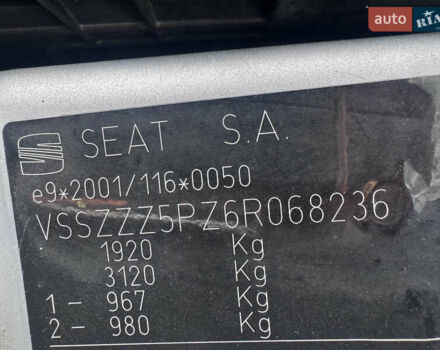 auto RIA
SEAT S.A.
e9*2001/116*0050
VSSZZZ5PZ6R068236
1920 Kg
3120 Kg
1- 967 Kg
2- 980 Kg